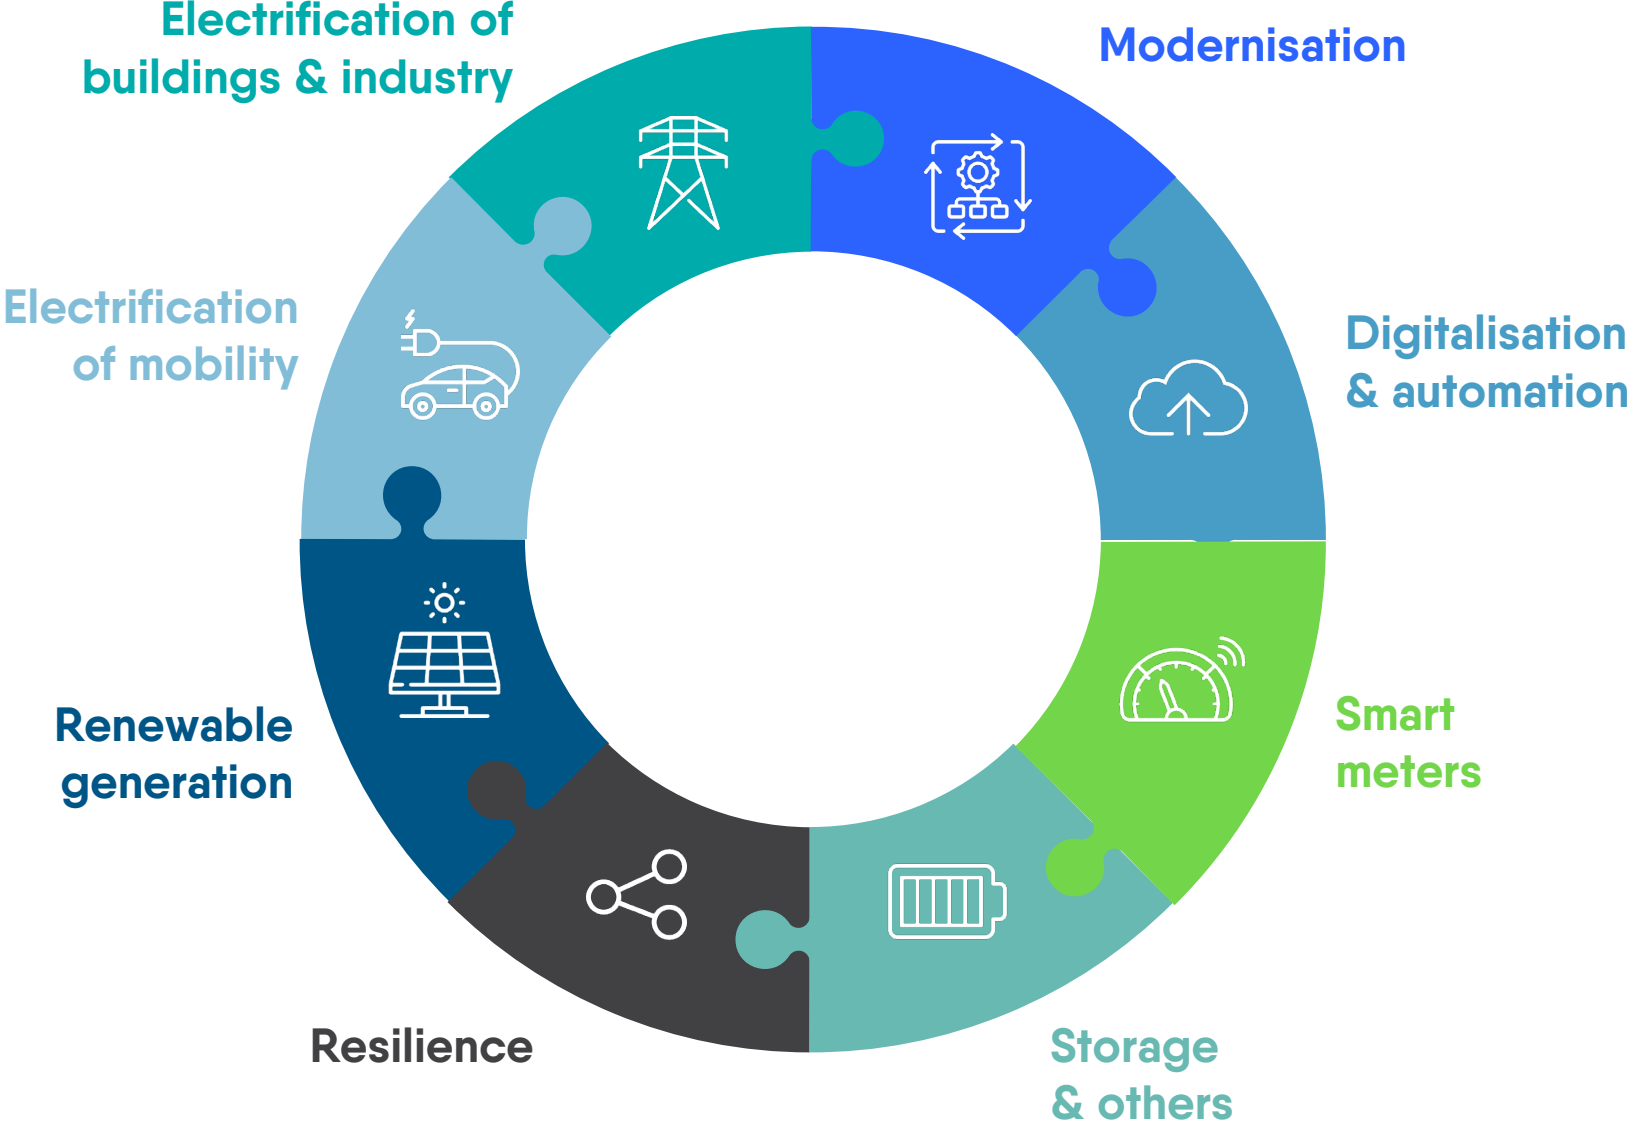 Electrification of
buildings & industry
Modernisation
Electrification
of mobility
Digitalisation
& automation
Renewable
generation
Smart
meters
Resilience
Storage
& others